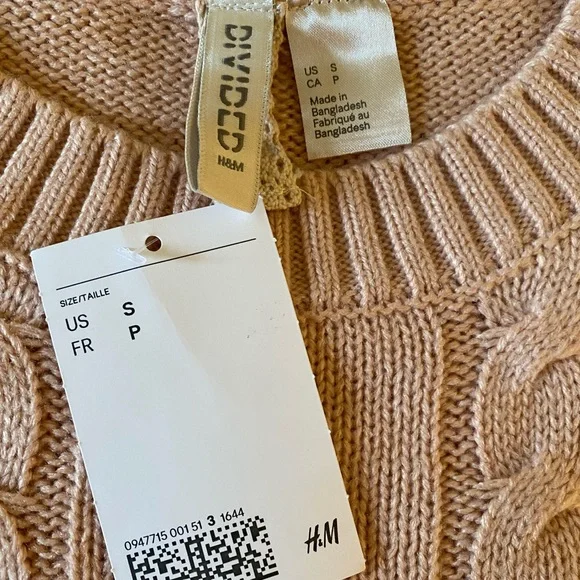 DIVIDED
H&M
US S
CA P
Made in
Bangladesh
Fabriqué au
Bangladesh
SIZE/TAILLE
US S
FR P
0947715 001 51 3 1644
H&M